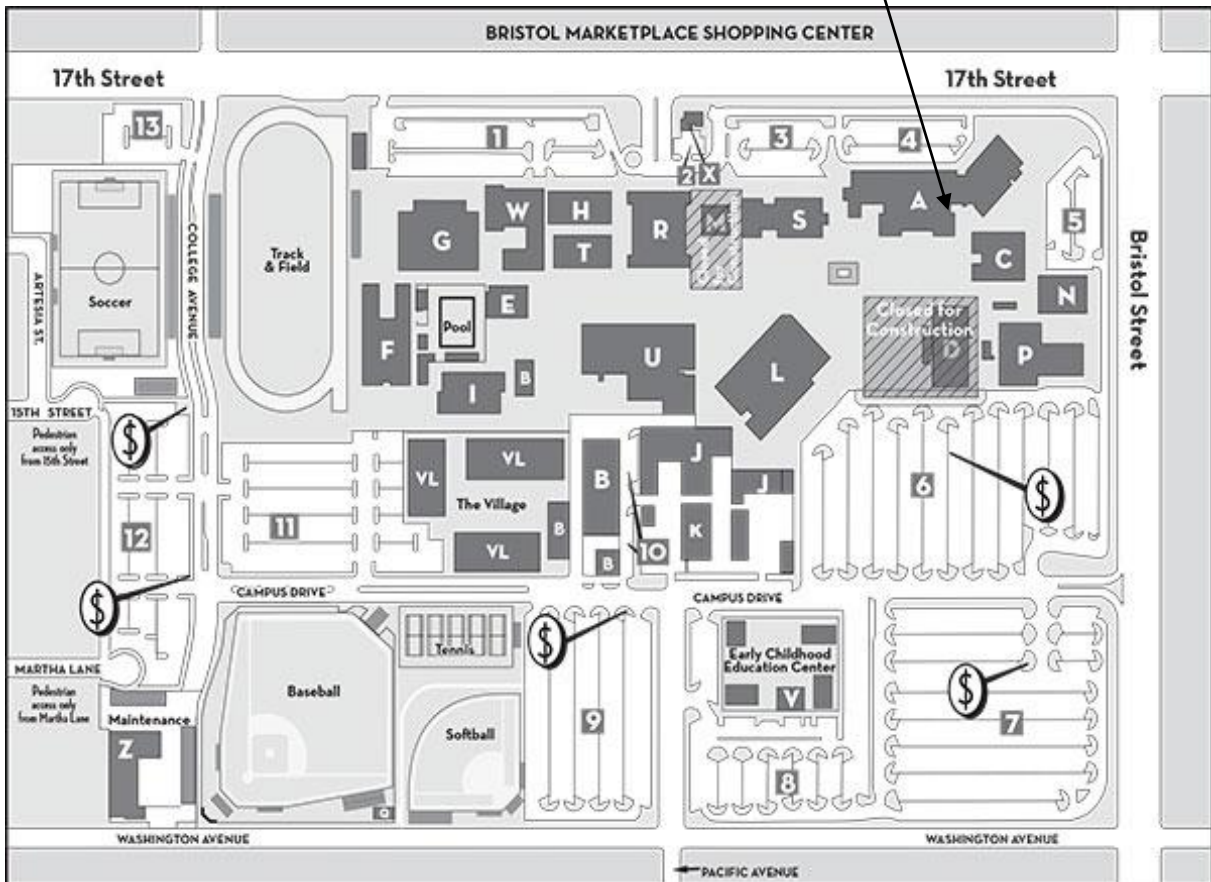 BRISTOL MARKETPLACE SHOPPING CENTER
17th Street
17th Street
13
1
2
X
3
4
5
COLLEGE AVENUE
Track
& Field
G
W
H
T
R
M
S
A
C
N
Bristol Street
ARTESIA ST.
Soccer
F
Pool
E
I
B
U
L
Closed for
Construction
D
P
15TH STREET
Pedestrian
access only
from 15th Street
$
12
$
11
VL
VL
The Village
VL
B
B
B
10
J
J
K
6
$
CAMPUS DRIVE
CAMPUS DRIVE
MARTHA LANE
Pedestrian
access only
from Martha Lane
Maintenance
Z
Baseball
Tennis
Softball
$
9
Early Childhood
Education Center
V
8
$
7
WASHINGTON AVENUE
WASHINGTON AVENUE
PACIFIC AVENUE